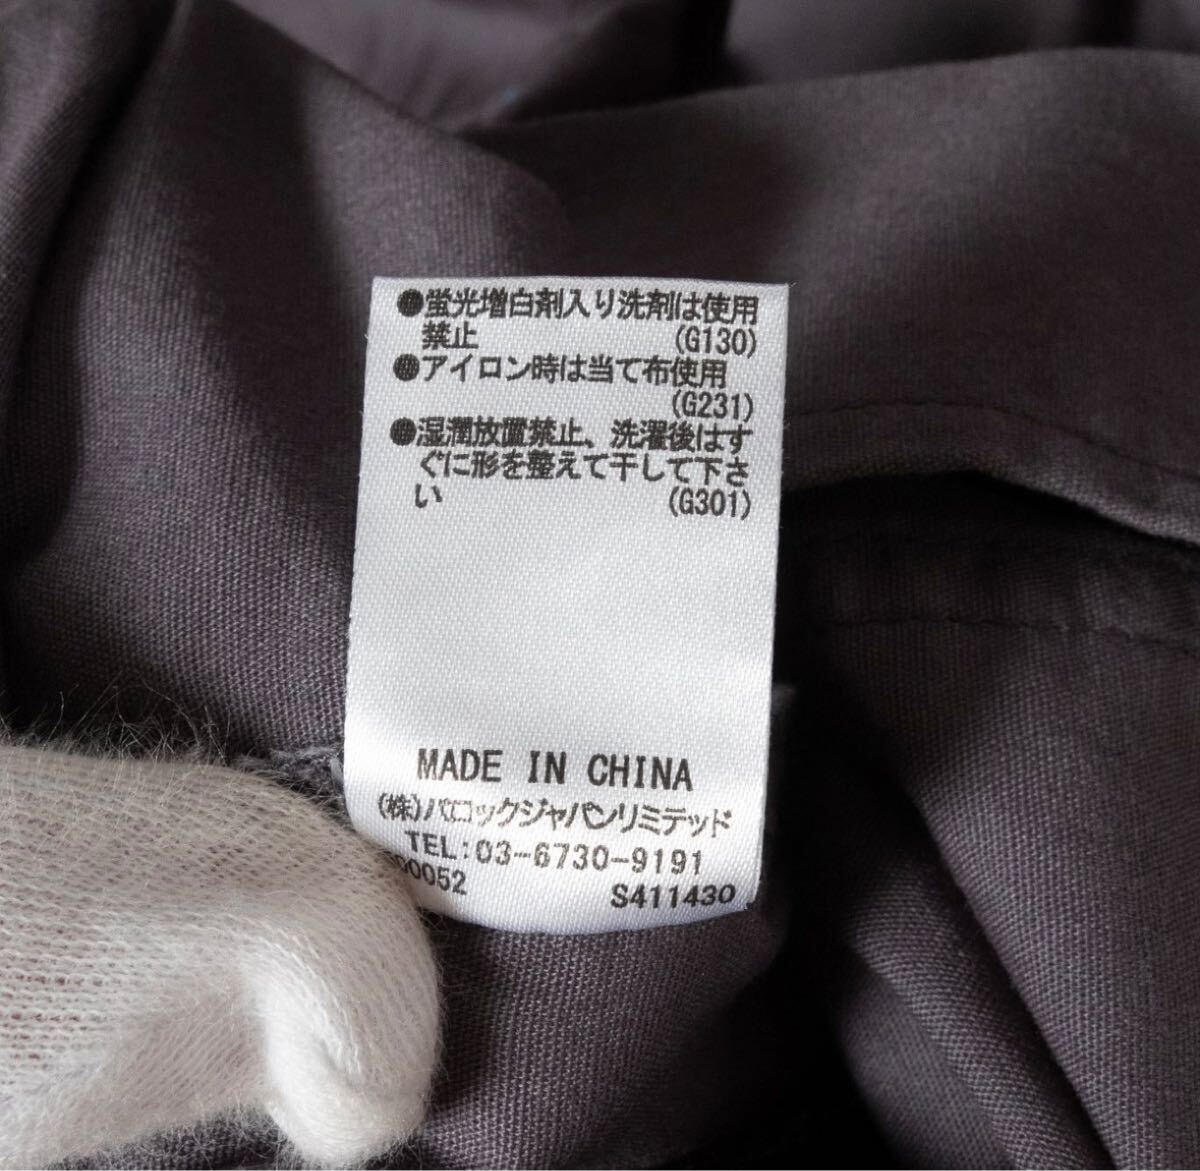 ●蛍光増白剤入り洗剤は使用
禁止 (G130)
●アイロン時は当て布使用
(G231)
●湿潤放置禁止、洗濯後はす
ぐに形を整えて干して下さ
い (G301)
MADE IN CHINA
(株)バロックジャパンリミテッド
TEL:03-6730-9191
00052 S411430